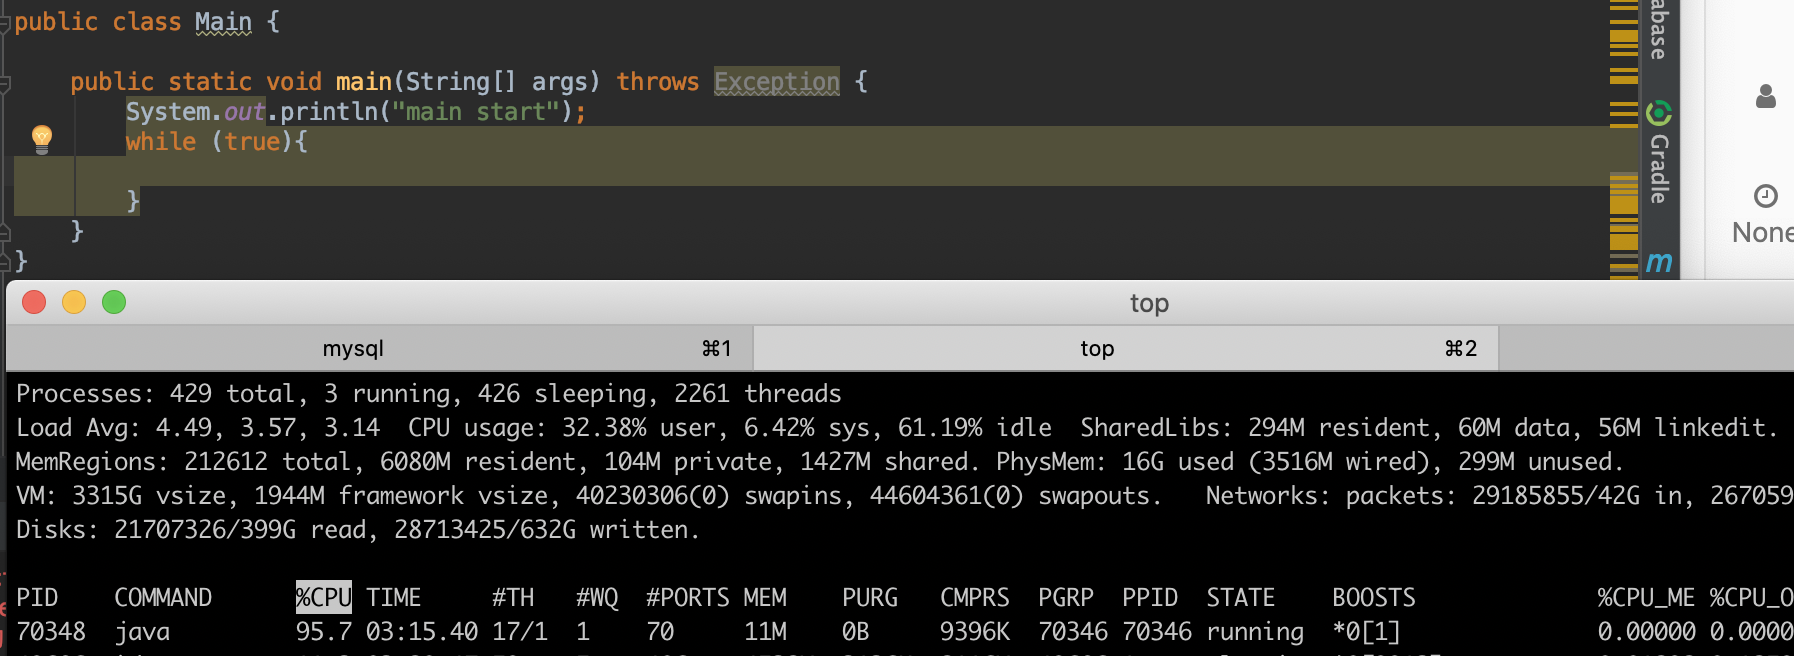 public class Main {
public static void main(String[] args) throws Exception {
System.out.println("main start");
while (true){
}
}
}
abase
Gradle
m
None
top
mysql ⌘1 top ⌘2
Processes: 429 total, 3 running, 426 sleeping, 2261 threads
Load Avg: 4.49, 3.57, 3.14 CPU usage: 32.38% user, 6.42% sys, 61.19% idle SharedLibs: 294M resident, 60M data, 56M linkedit.
MemRegions: 212612 total, 6080M resident, 104M private, 1427M shared. PhysMem: 16G used (3516M wired), 299M unused.
VM: 3315G vsize, 1944M framework vsize, 40230306(0) swapins, 44604361(0) swapouts. Networks: packets: 29185855/42G in, 267059
Disks: 21707326/399G read, 28713425/632G written.
PID COMMAND %CPU TIME #TH #WQ #PORTS MEM PURG CMPRS PGRP PPID STATE BOOSTS %CPU_ME %CPU_O
70348 java 95.7 03:15.40 17/1 1 70 11M 0B 9396K 70346 70346 running *0[1] 0.00000 0.0000